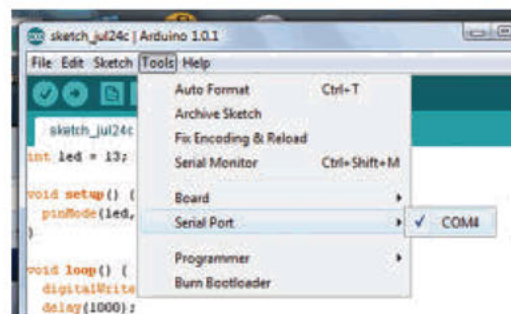 sketch_jul24c | Arduino 1.0.1
File Edit Sketch Tools Help
Auto Format Ctrl+T
Archive Sketch
Fix Encoding & Reload
Serial Monitor Ctrl+Shift+M
Board
Serial Port ✓ COM4
Programmer
Burn Bootloader
sketch_jul24c
int led = 13;
void setup() {
pinMode(led,
}
void loop() {
digitalWrite
delay(1000);